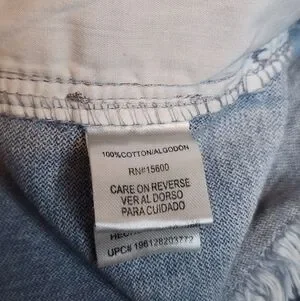 100%COTTON/ALGODON
RN#15600
CARE ON REVERSE
VER AL DORSO
PARA CUIDADO
UPC# 196128203772